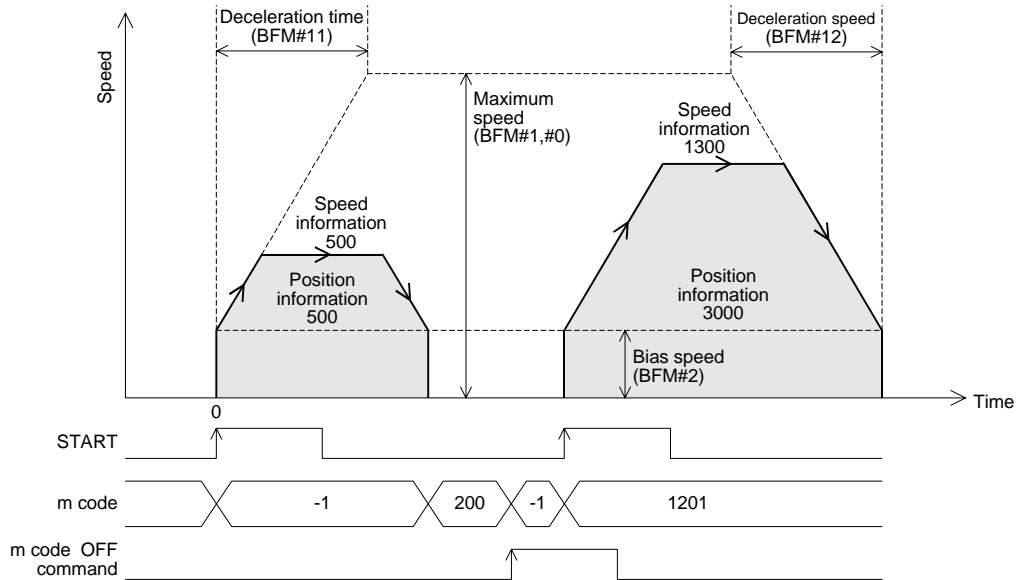 Deceleration time
(BFM#11)
Deceleration speed
(BFM#12)
Speed
Maximum
speed
(BFM#1,#0)
Speed
information
1300
Speed
information
500
Position
information
500
Position
information
3000
Bias speed
(BFM#2)
Time
0
START
m code
-1
200
-1
1201
m code OFF
command